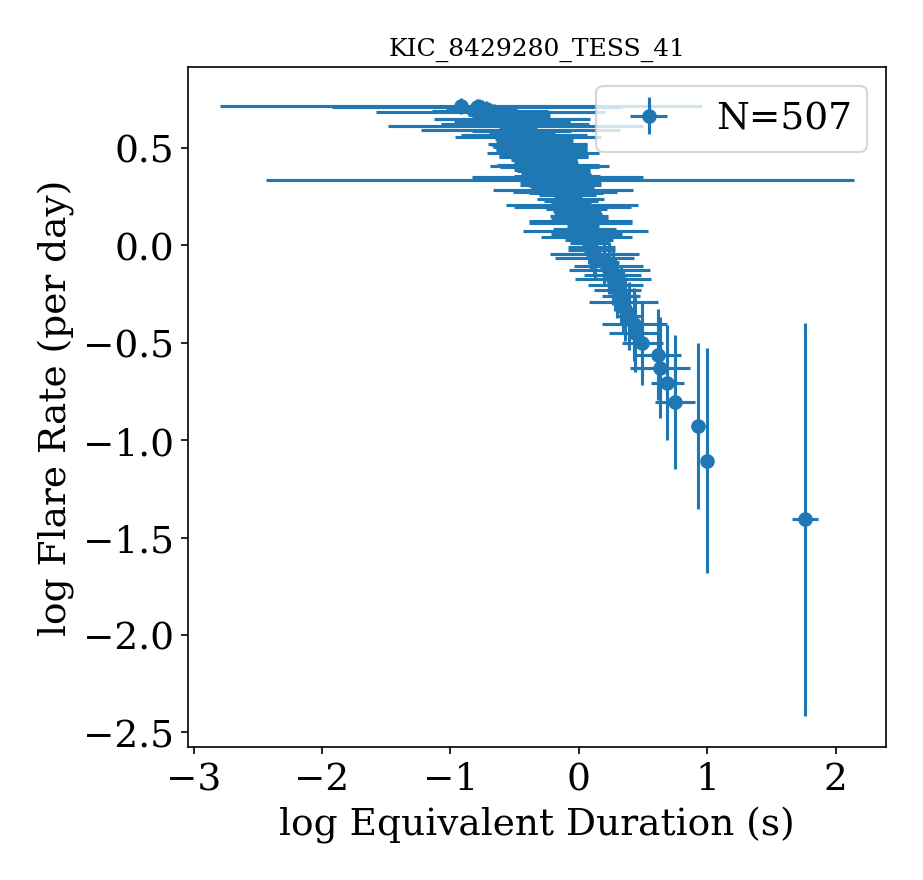 KIC_8429280_TESS_41
N=507
0.5
0.0
−0.5
−1.0
−1.5
−2.0
−2.5
log Flare Rate (per day)
−3 −2 −1 0 1 2
log Equivalent Duration (s)